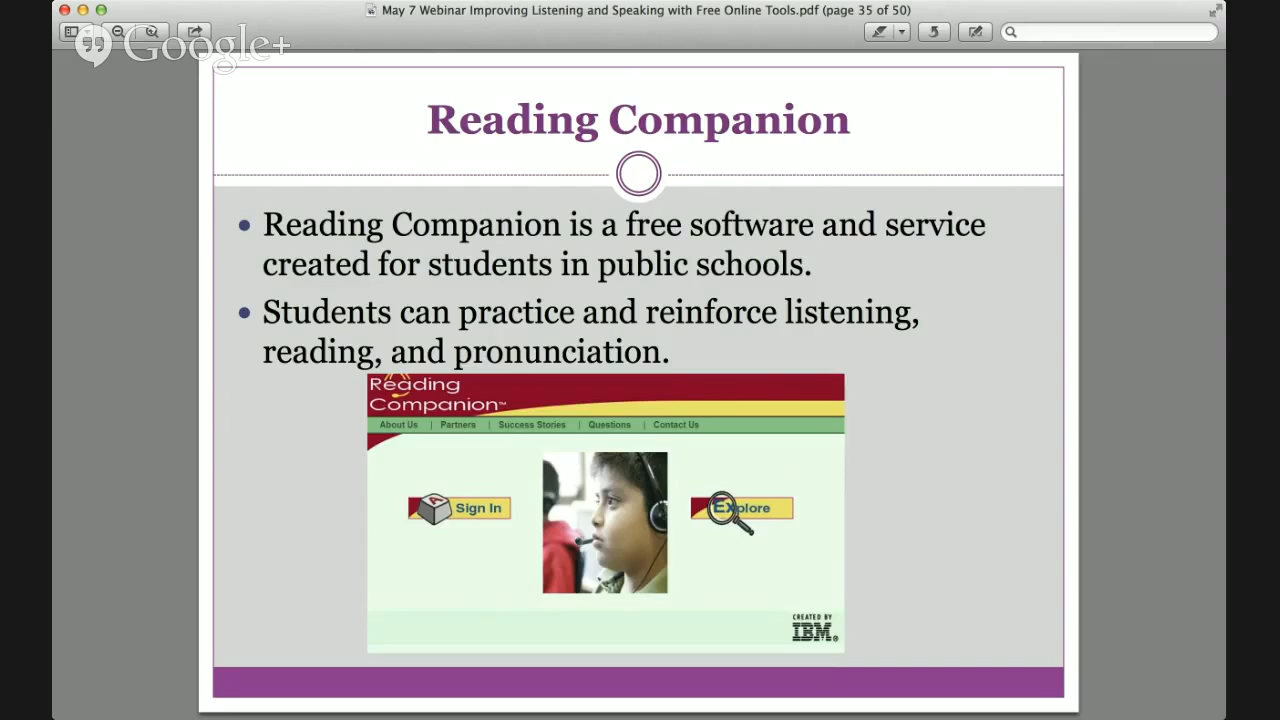 May 7 Webinar Improving Listening and Speaking with Free Online Tools.pdf (page 35 of 50)
Google+
Reading Companion
• Reading Companion is a free software and service
created for students in public schools.
• Students can practice and reinforce listening,
reading, and pronunciation.
Reading
Companion™
About Us | Partners | Success Stories | Questions | Contact Us
A Sign In
Explore
CREATED BY
IBM®